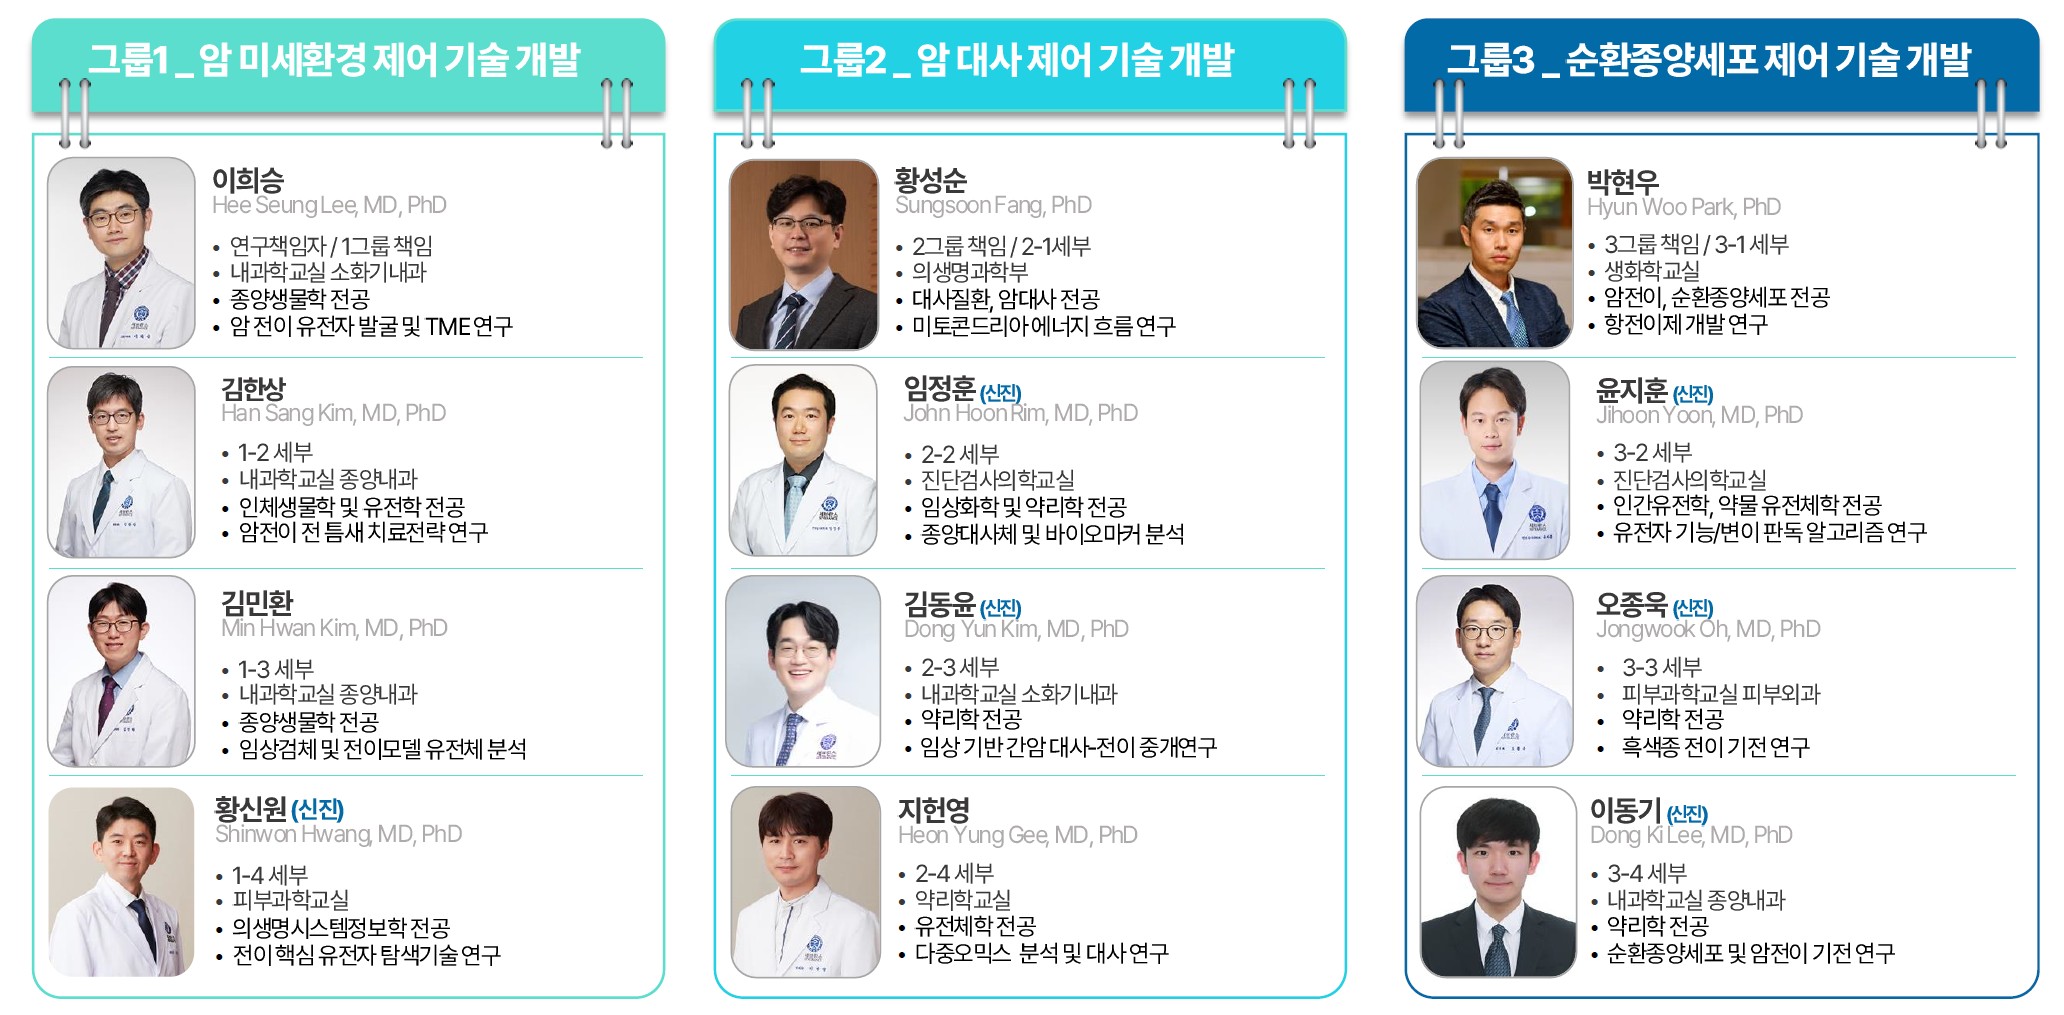 그룹1 _ 암 미세환경 제어 기술 개발
이희승
Hee Seung Lee, MD, PhD
• 연구책임자 / 1그룹 책임
• 내과학교실 소화기내과
• 종양생물학 전공
• 암 전이 유전자 발굴 및 TME 연구
김한상
Han Sang Kim, MD, PhD
• 1-2 세부
• 내과학교실 종양내과
• 인체생물학 및 유전학 전공
• 암전이 전 틈새 치료전략 연구
김민환
Min Hwan Kim, MD, PhD
• 1-3 세부
• 내과학교실 종양내과
• 종양생물학 전공
• 임상검체 및 전이모델 유전체 분석
황신원 (신진)
Shinwon Hwang, MD, PhD
• 1-4 세부
• 피부과학교실
• 의생명시스템정보학 전공
• 전이 핵심 유전자 탐색기술 연구
그룹2 _ 암 대사 제어 기술 개발
황성순
Sungsoon Fang, PhD
• 2그룹 책임 / 2-1세부
• 의생명과학부
• 대사질환, 암대사 전공
• 미토콘드리아 에너지 흐름 연구
임정훈 (신진)
John Hoon Rim, MD, PhD
• 2-2 세부
• 진단검사의학교실
• 임상화학 및 약리학 전공
• 종양대사체 및 바이오마커 분석
김동윤 (신진)
Dong Yun Kim, MD, PhD
• 2-3 세부
• 내과학교실 소화기내과
• 약리학 전공
• 임상 기반 간암 대사-전이 중개연구
지헌영
Heon Yung Gee, MD, PhD
• 2-4 세부
• 약리학교실
• 유전체학 전공
• 다중오믹스 분석 및 대사 연구
그룹3 _ 순환종양세포 제어 기술 개발
박현우
Hyun Woo Park, PhD
• 3그룹 책임 / 3-1 세부
• 생화학교실
• 암전이, 순환종양세포 전공
• 항전이제 개발 연구
윤지훈 (신진)
Jihoon Yoon, MD, PhD
• 3-2 세부
• 진단검사의학교실
• 인간유전학, 약물 유전체학 전공
• 유전자 기능/변이 판독 알고리즘 연구
오종욱 (신진)
Jongwook Oh, MD, PhD
• 3-3 세부
• 피부과학교실 피부외과
• 약리학 전공
• 흑색종 전이 기전 연구
이동기 (신진)
Dong Ki Lee, MD, PhD
• 3-4 세부
• 내과학교실 종양내과
• 약리학 전공
• 순환종양세포 및 암전이 기전 연구